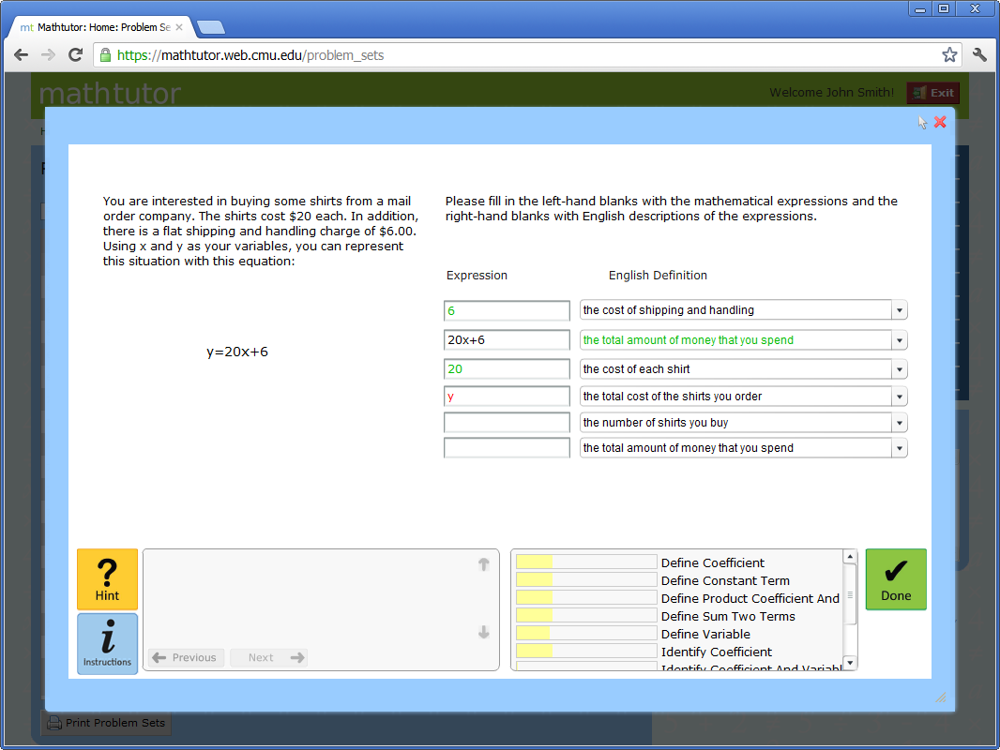 mt Mathtutor: Home: Problem Se
https://mathtutor.web.cmu.edu/problem_sets
mathtutor
Welcome John Smith!
Exit
You are interested in buying some shirts from a mail
order company. The shirts cost $20 each. In addition,
there is a flat shipping and handling charge of $6.00.
Using x and y as your variables, you can represent
this situation with this equation:
y=20x+6
Please fill in the left-hand blanks with the mathematical expressions and the
right-hand blanks with English descriptions of the expressions.
Expression English Definition
6 the cost of shipping and handling
20x+6 the total amount of money that you spend
20 the cost of each shirt
y the total cost of the shirts you order
the number of shirts you buy
the total amount of money that you spend
? Hint
i Instructions
Previous Next
Define Coefficient
Define Constant Term
Define Product Coefficient And
Define Sum Two Terms
Define Variable
Identify Coefficient
Identify Coefficient And Variabl
Done
Print Problem Sets